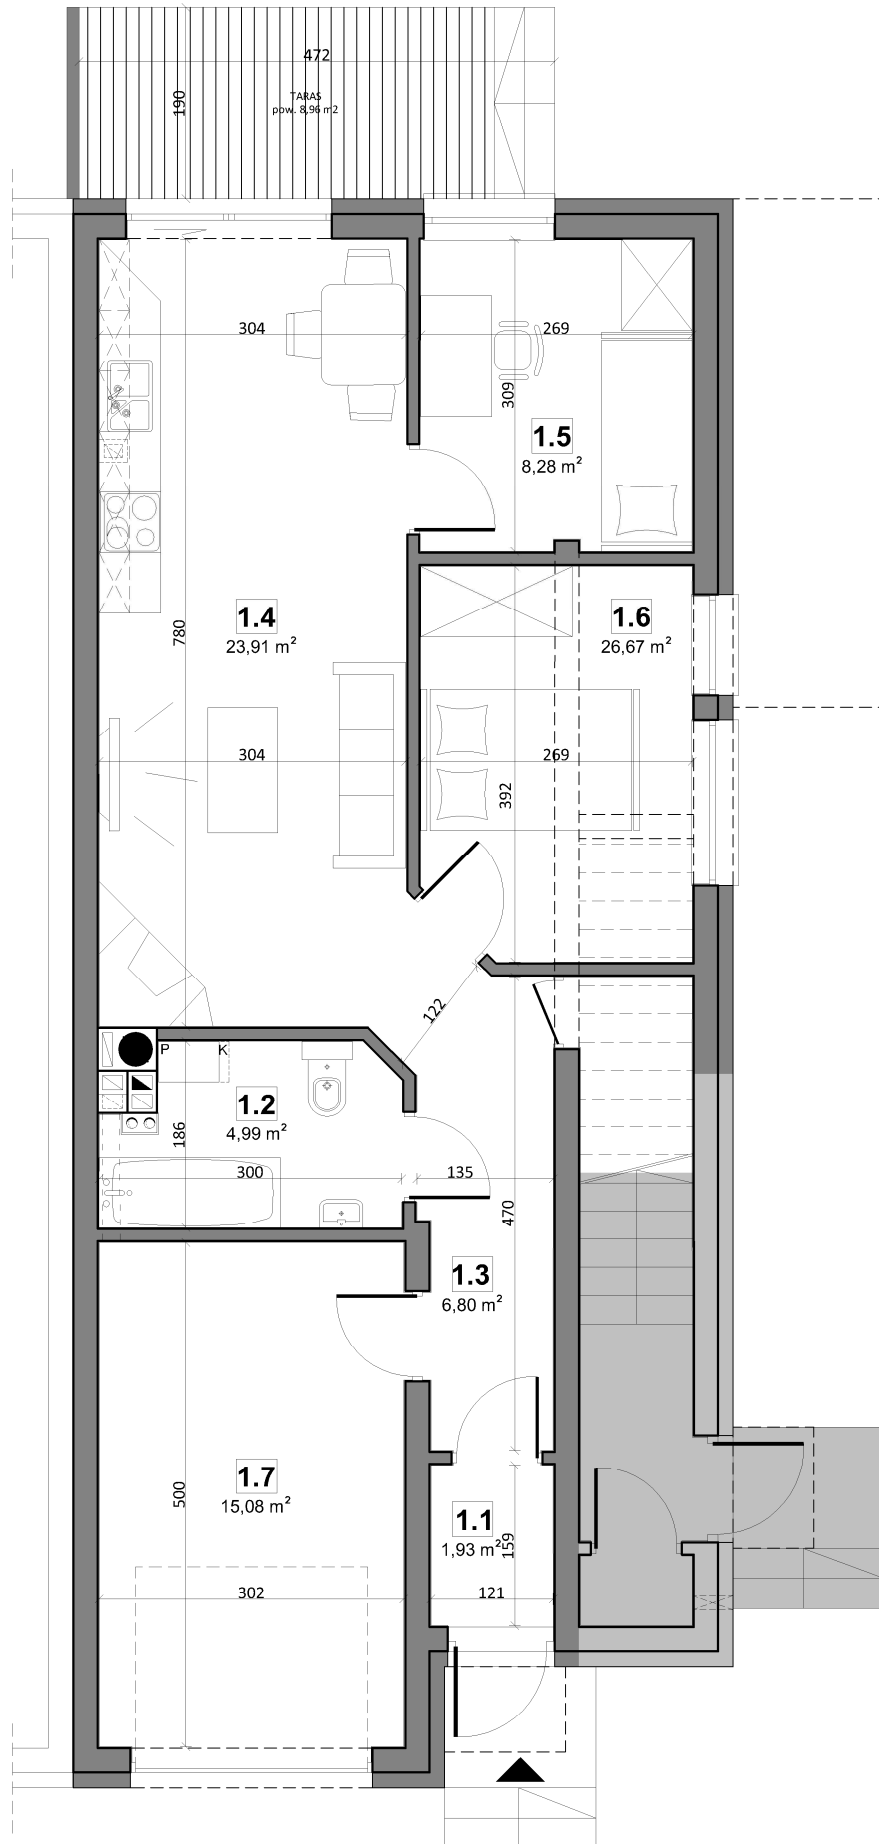 472
190
TARAS
pow. 8,96 m2
304
269
309
1.5
8,28 m²
1.4
23,91 m²
780
1.6
26,67 m²
304
269
392
122
P
K
1.2
4,99 m²
186
300
135
470
1.3
6,80 m²
1.7
15,08 m²
500
1.1
1,93 m²
159
302
121